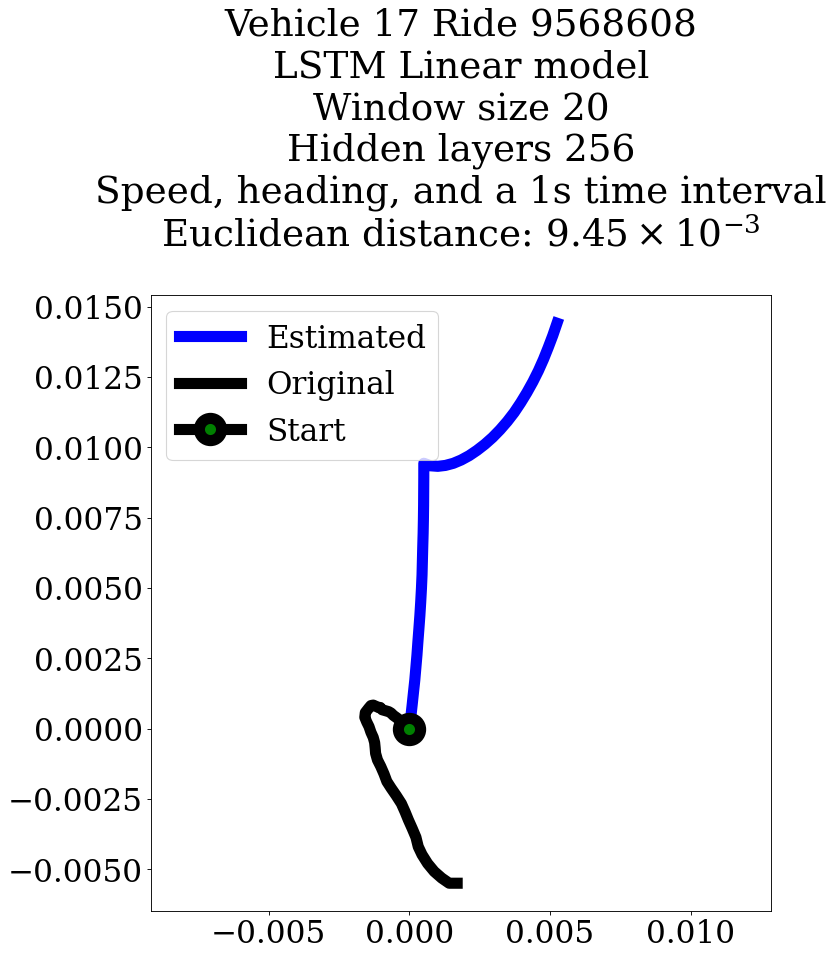 Vehicle 17 Ride 9568608
LSTM Linear model
Window size 20
Hidden layers 256
Speed, heading, and a 1s time interval
Euclidean distance: 9.45 × 10⁻³
0.0150
0.0125
0.0100
0.0075
0.0050
0.0025
0.0000
−0.0025
−0.0050
Estimated
Original
Start
−0.005 0.000 0.005 0.010